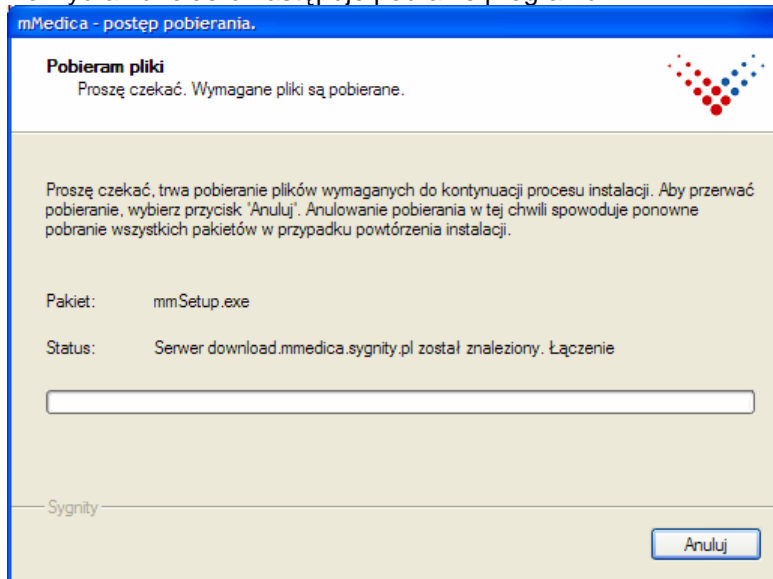 mMedica - postęp pobierania.
Pobieram pliki
Proszę czekać. Wymagane pliki są pobierane.
Proszę czekać, trwa pobieranie plików wymaganych do kontynuacji procesu instalacji. Aby przerwać
pobieranie, wybierz przycisk 'Anuluj'. Anulowanie pobierania w tej chwili spowoduje ponowne
pobranie wszystkich pakietów w przypadku powtórzenia instalacji.
Pakiet: mmSetup.exe
Status: Serwer download.mmedica.sygnity.pl został znaleziony. Łączenie
Sygnity
Anuluj